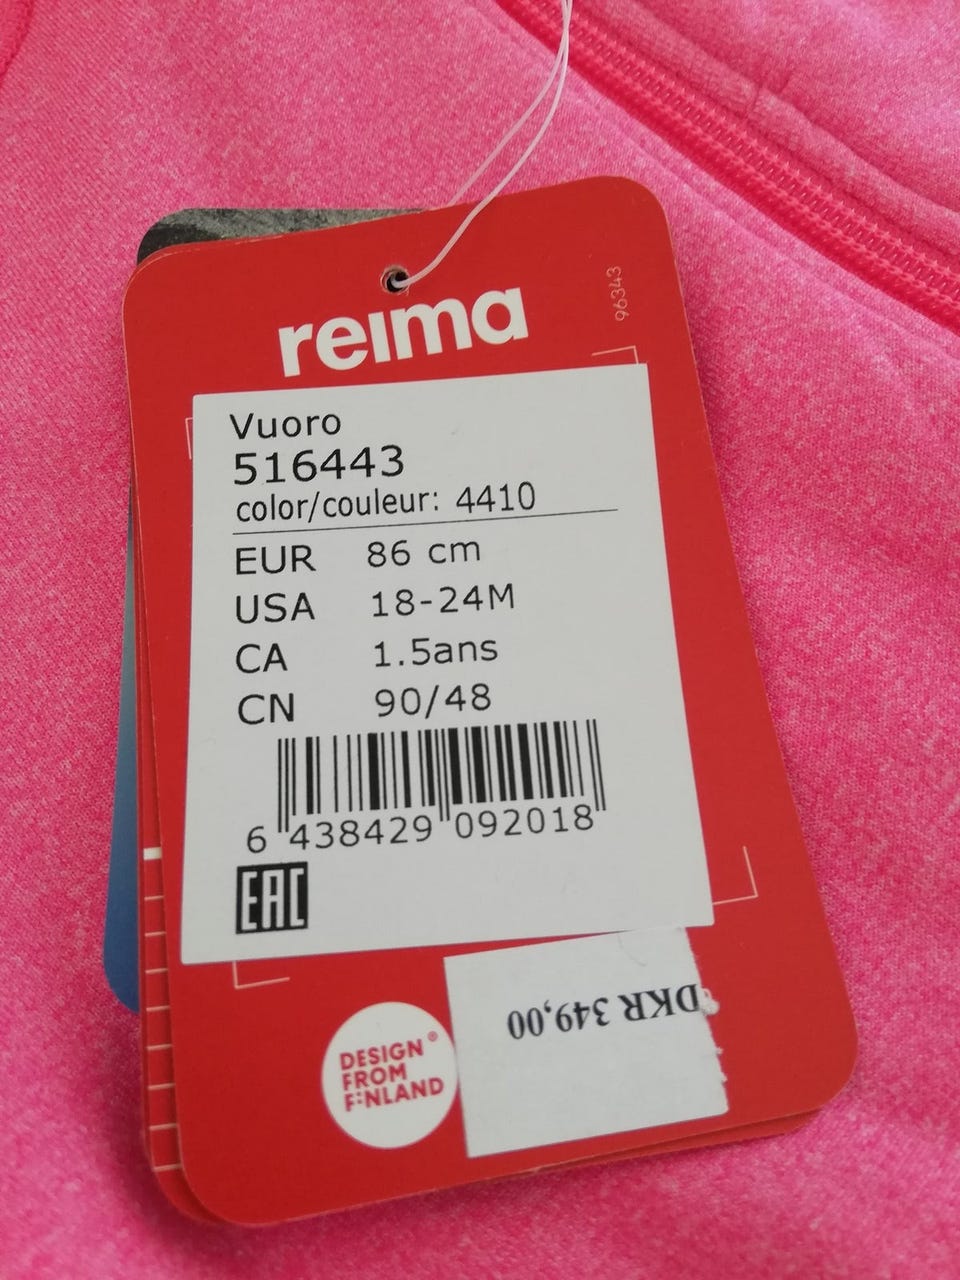 96343
reima
Vuoro
516443
color/couleur: 4410
EUR 86 cm
USA 18-24M
CA 1.5ans
CN 90/48
6 438429 092018
EAC
DKR 349,00
DESIGN®
FROM
FINLAND